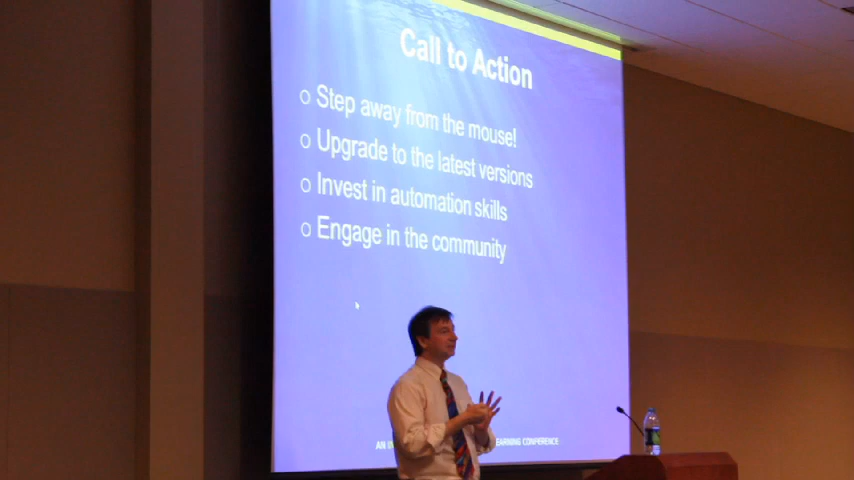 Call to Action
o Step away from the mouse!
o Upgrade to the latest versions
o Invest in automation skills
o Engage in the community
AN EARNING CONFERENCE